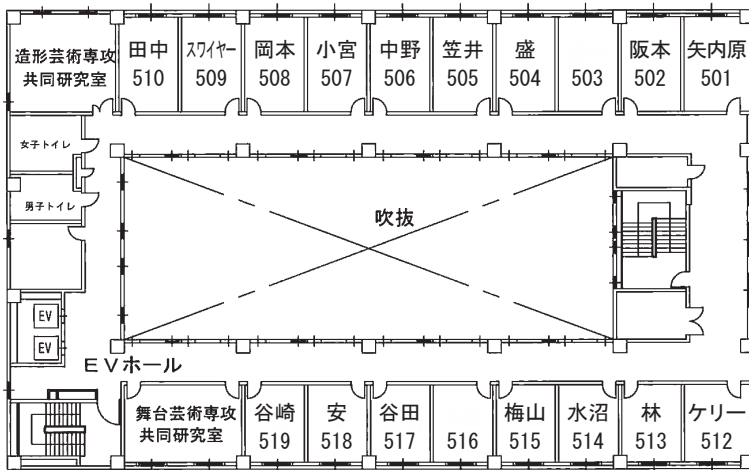 造形芸術専攻
共同研究室
田中
510
スワイヤー
509
岡本
508
小宮
507
中野
506
笠井
505
盛
504
503
阪本
502
矢内原
501
女子トイレ
男子トイレ
吹抜
EV
EV
EVホール
舞台芸術専攻
共同研究室
谷崎
519
安
518
谷田
517
516
梅山
515
水沼
514
林
513
ケリー
512